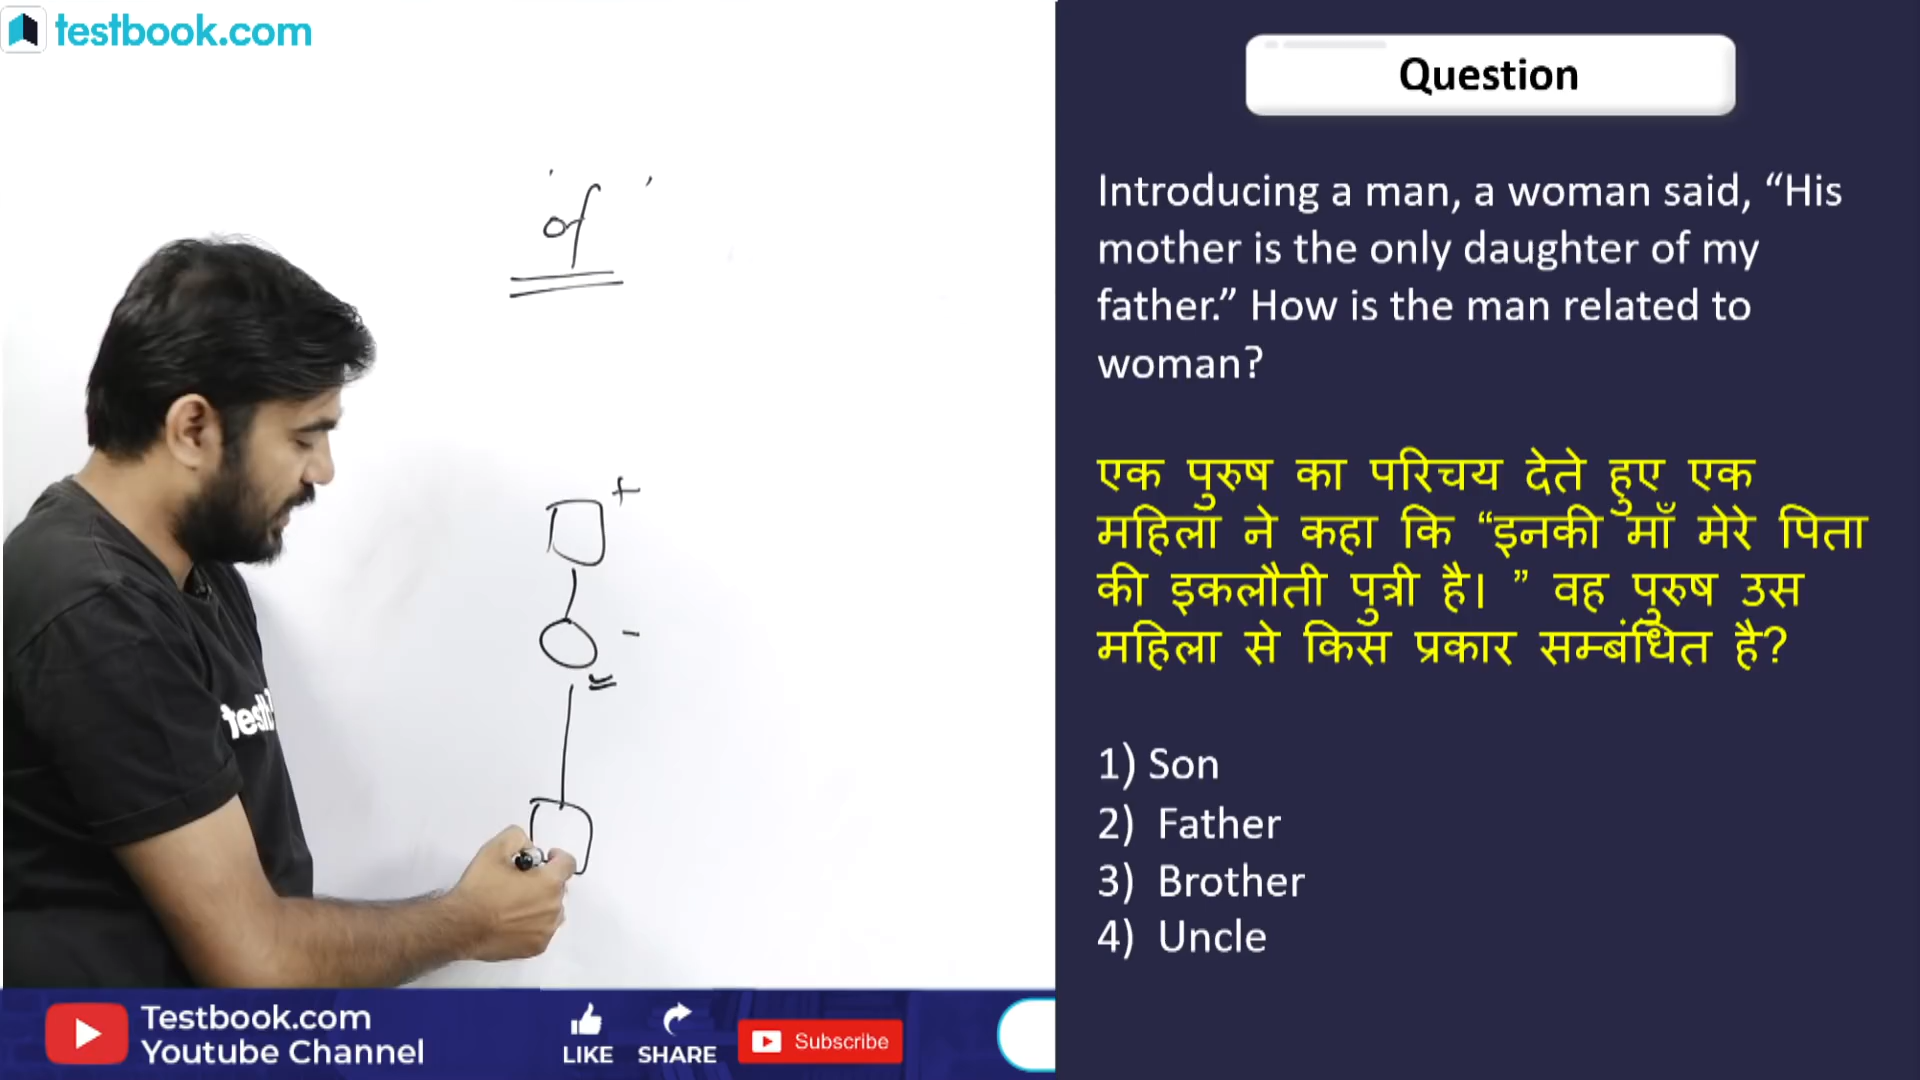 testbook.com
Question
of
Introducing a man, a woman said, “His
mother is the only daughter of my
father.” How is the man related to
woman?
एक पुरुष का परिचय देते हुए एक
महिला ने कहा कि “इनकी माँ मेरे पिता
की इकलौती पुत्री है। ” वह पुरुष उस
महिला से किस प्रकार सम्बंधित है?
1) Son
2) Father
3) Brother
4) Uncle
+
-
Testbook.com
Youtube Channel
LIKE
SHARE
Subscribe